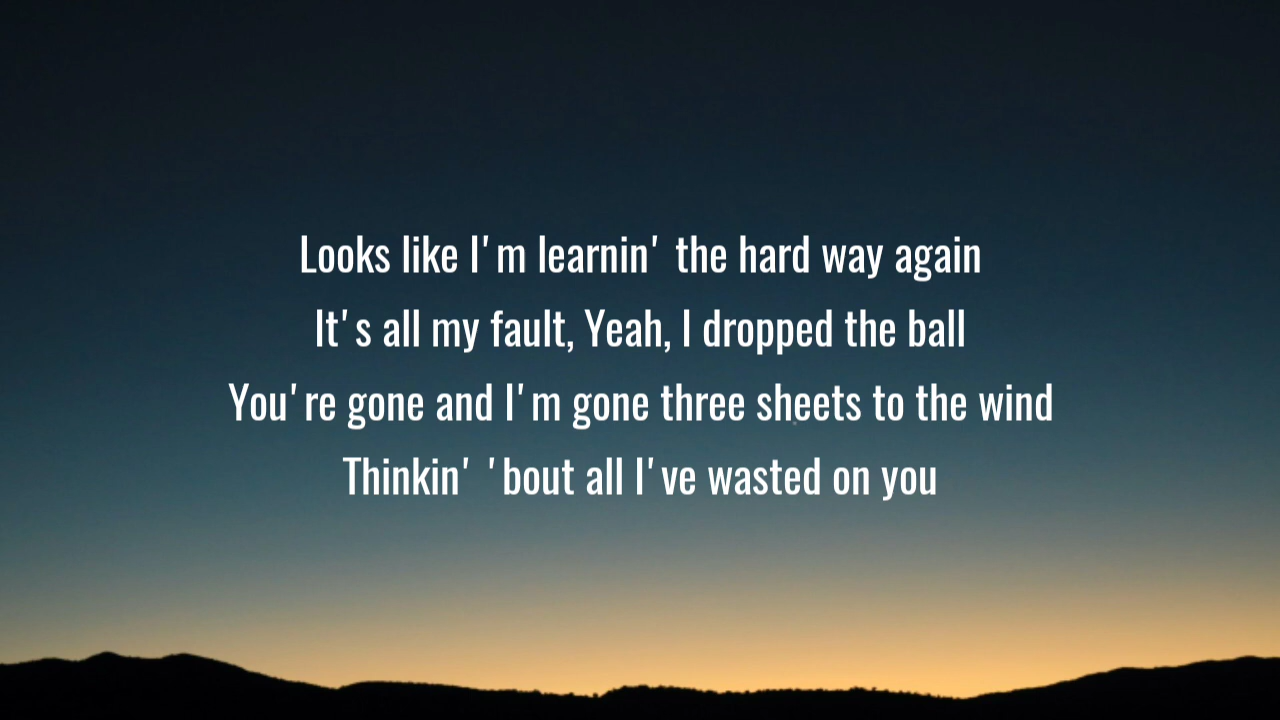 Looks like I'm learnin' the hard way again
It's all my fault, Yeah, I dropped the ball
You're gone and I'm gone three sheets to the wind
Thinkin' 'bout all I've wasted on you